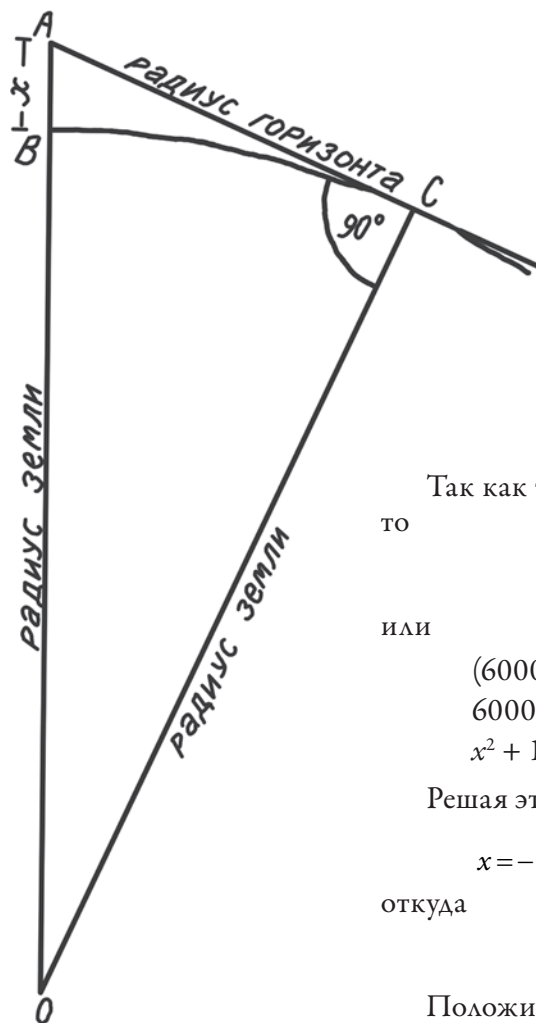 A
x
B
радиус горизонта
C
90°
радиус земли
радиус земли
O
Так как
то
или
(6000
6000
x² + 1
Решая эт
x = –
откуда
Положи